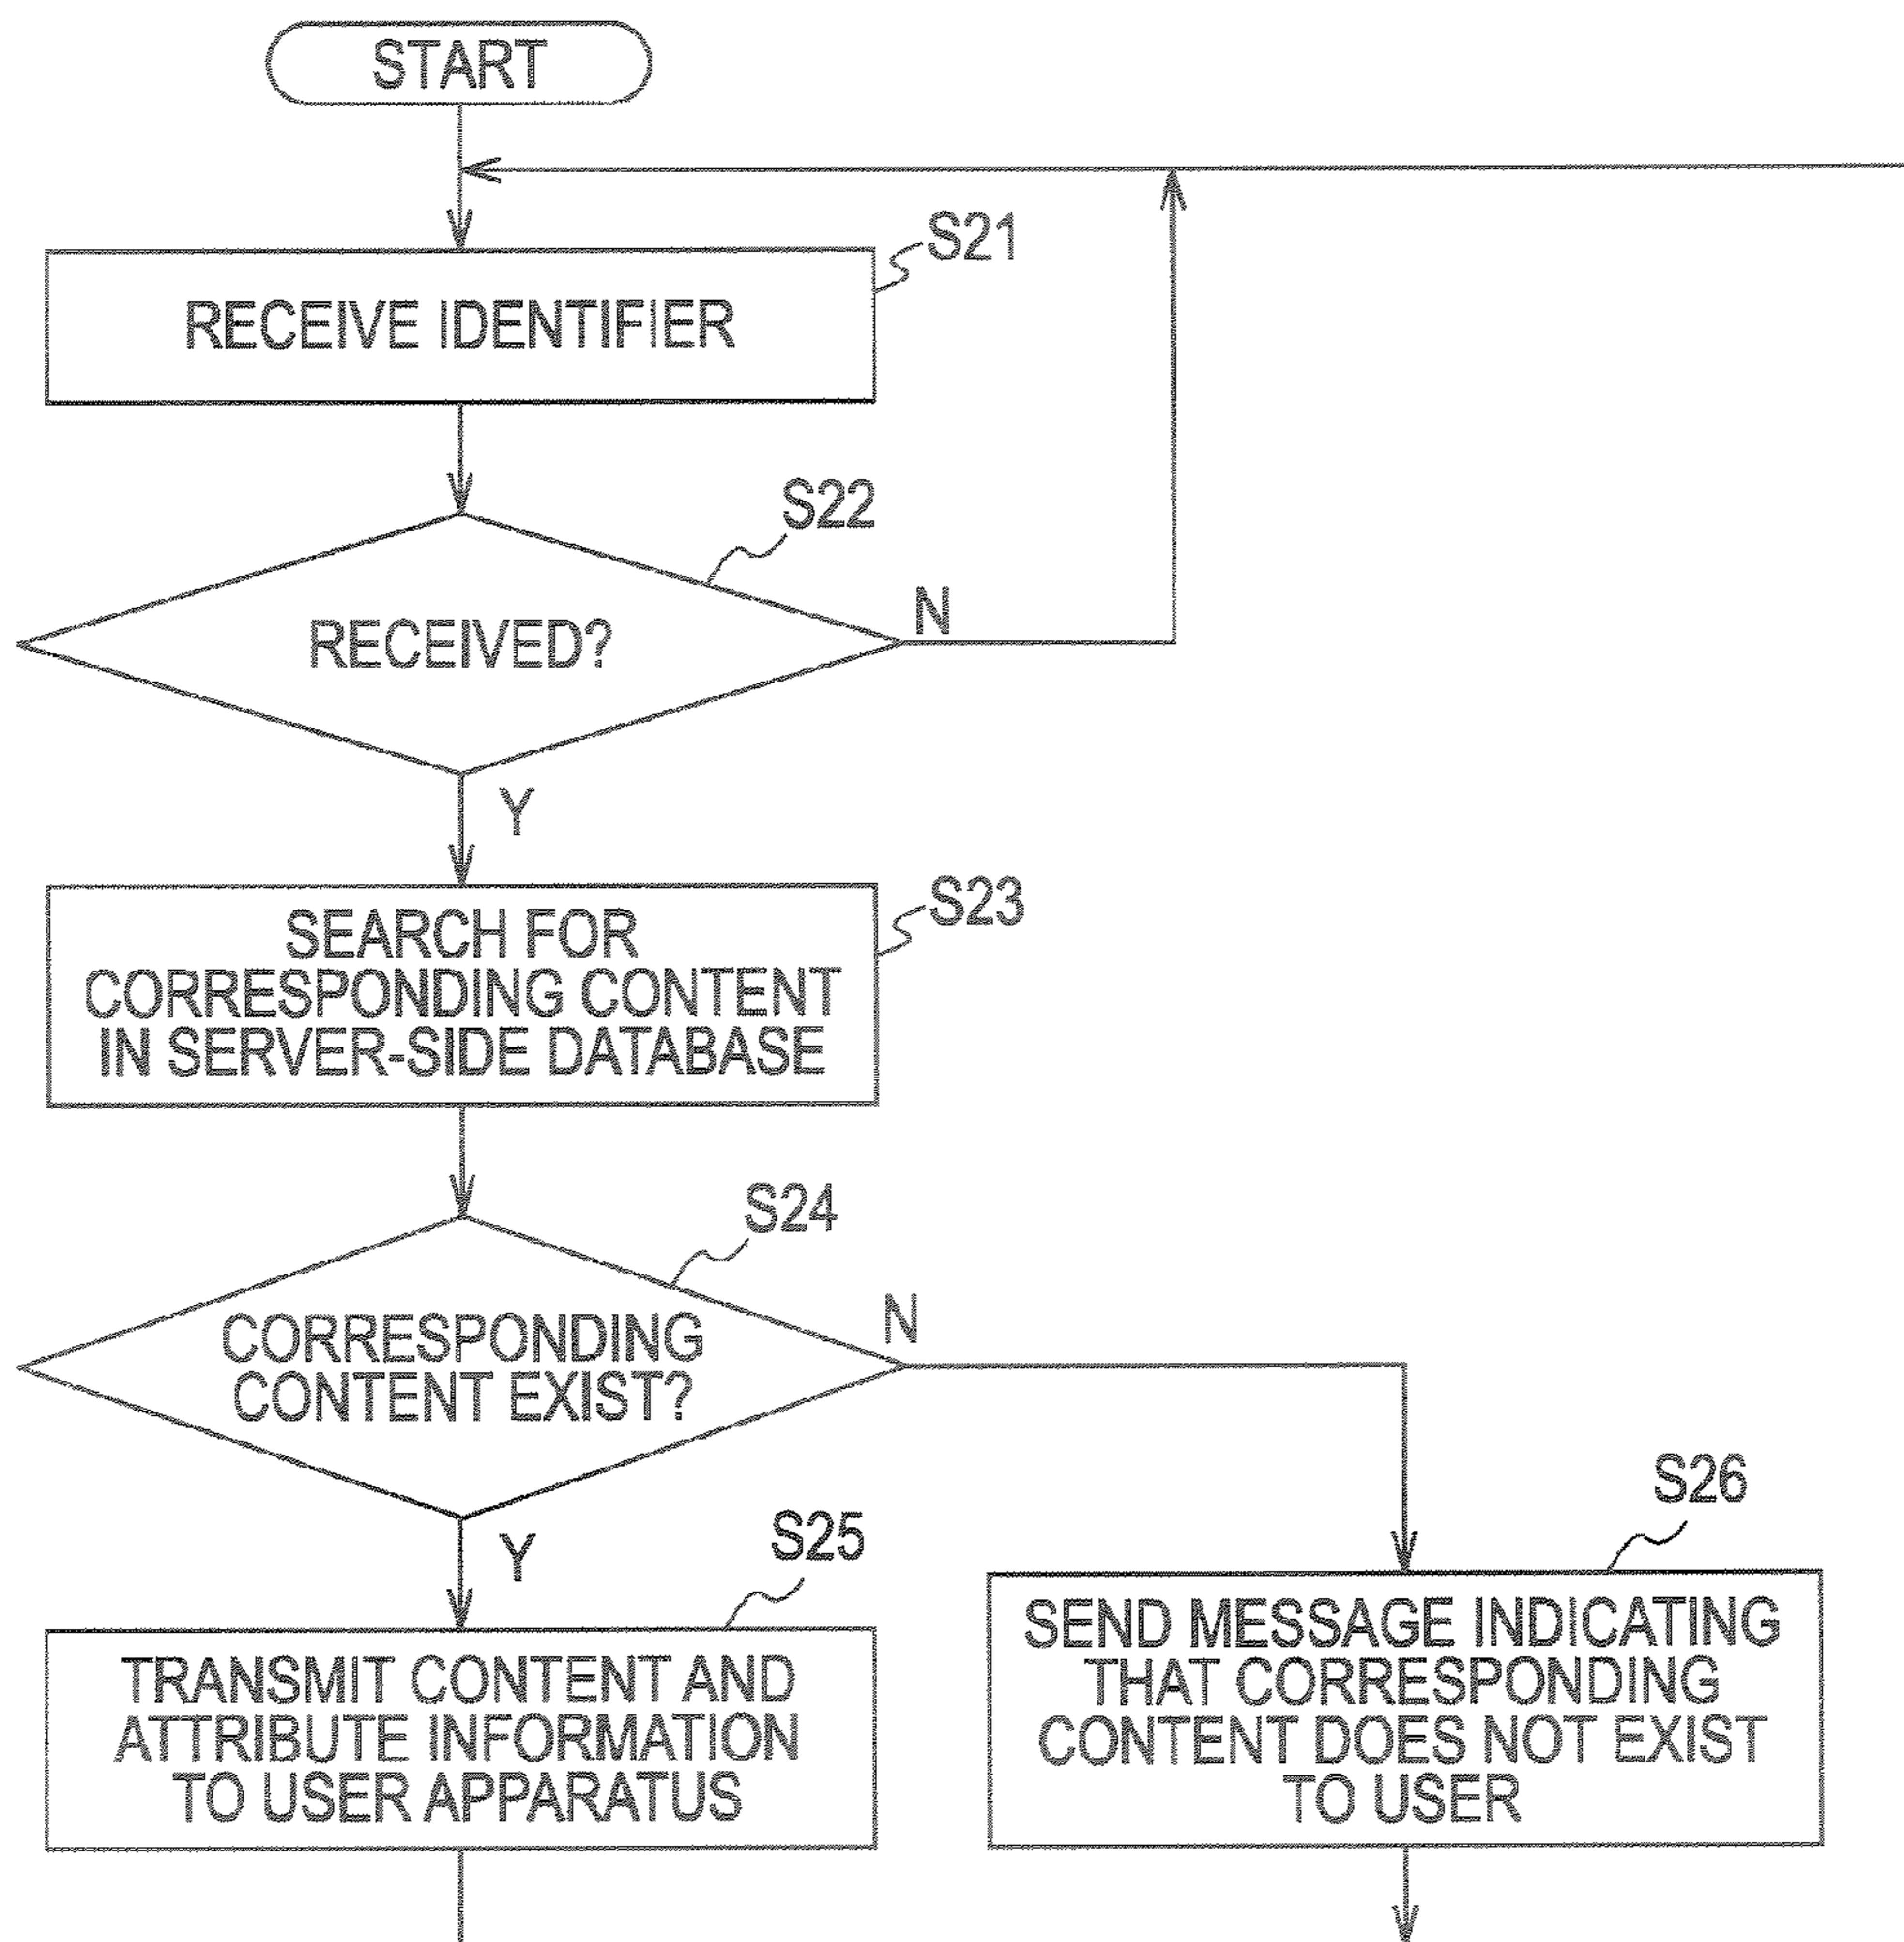 START
S21
RECEIVE IDENTIFIER
S22
RECEIVED?
N
Y
S23
SEARCH FOR
CORRESPONDING CONTENT
IN SERVER-SIDE DATABASE
S24
CORRESPONDING
CONTENT EXIST?
N
Y
S25
TRANSMIT CONTENT AND
ATTRIBUTE INFORMATION
TO USER APPARATUS
S26
SEND MESSAGE INDICATING
THAT CORRESPONDING
CONTENT DOES NOT EXIST
TO USER